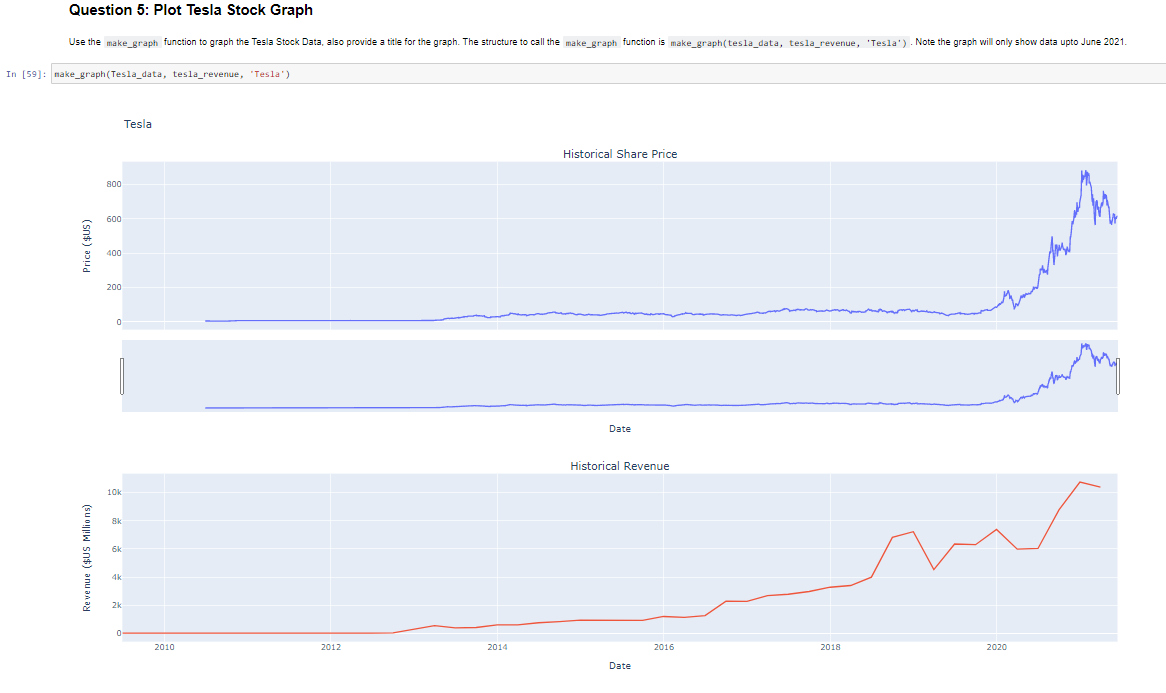 Question 5: Plot Tesla Stock Graph
Use the make_graph function to graph the Tesla Stock Data, also provide a title for the graph. The structure to call the make_graph function is make_graph(tesla_data, tesla_revenue, 'Tesla') . Note the graph will only show data upto June 2021.
In [59]: make_graph(Tesla_data, tesla_revenue, 'Tesla')
Tesla
Historical Share Price
Price ($US)
800
600
400
200
0
Date
Historical Revenue
Revenue ($US Millions)
10k
8k
6k
4k
2k
0
2010 2012 2014 2016 2018 2020
Date